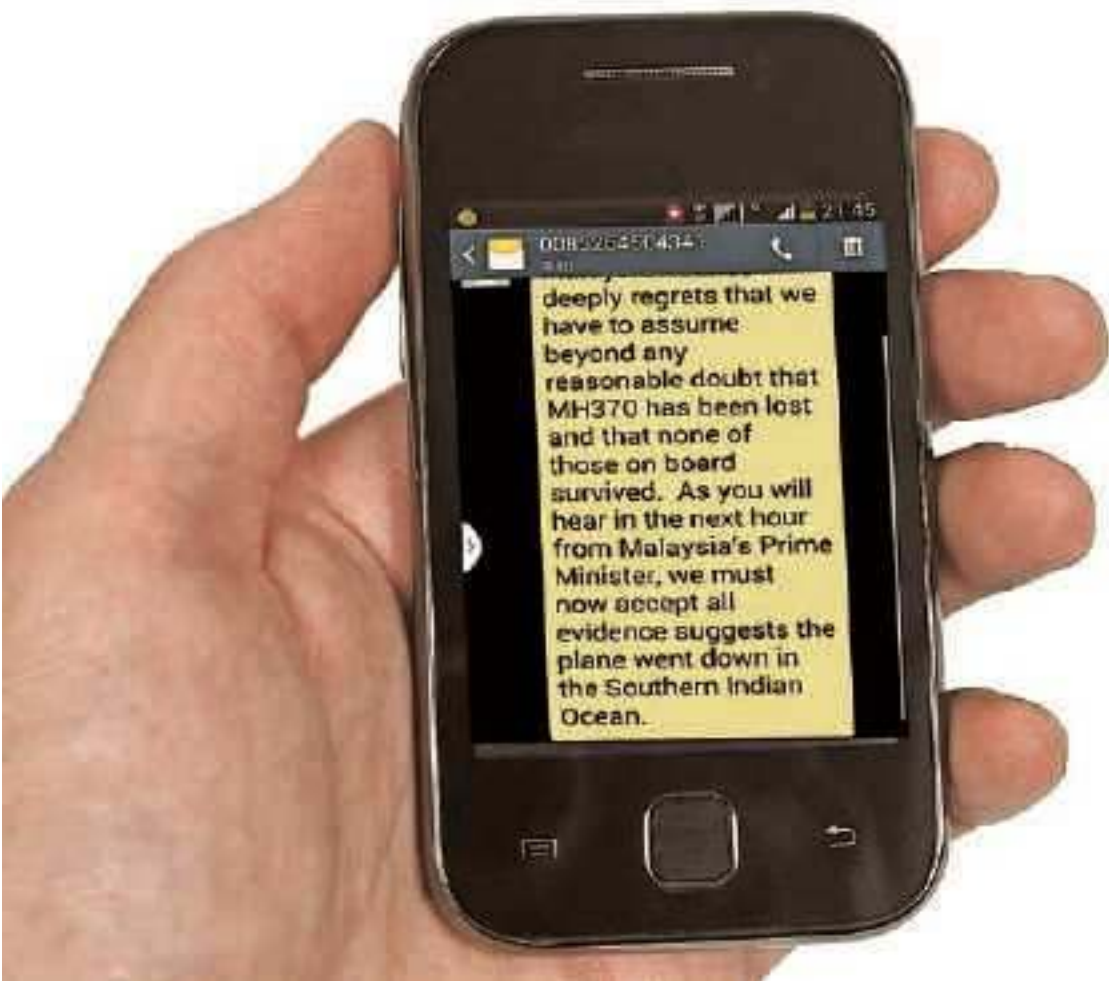 21:45
deeply regrets that we
have to assume
beyond any
reasonable doubt that
MH370 has been lost
and that none of
those on board
survived.  As you will
hear in the next hour
from Malaysia's Prime
Minister, we must
now accept all
evidence suggests the
plane went down in
the Southern Indian
Ocean.